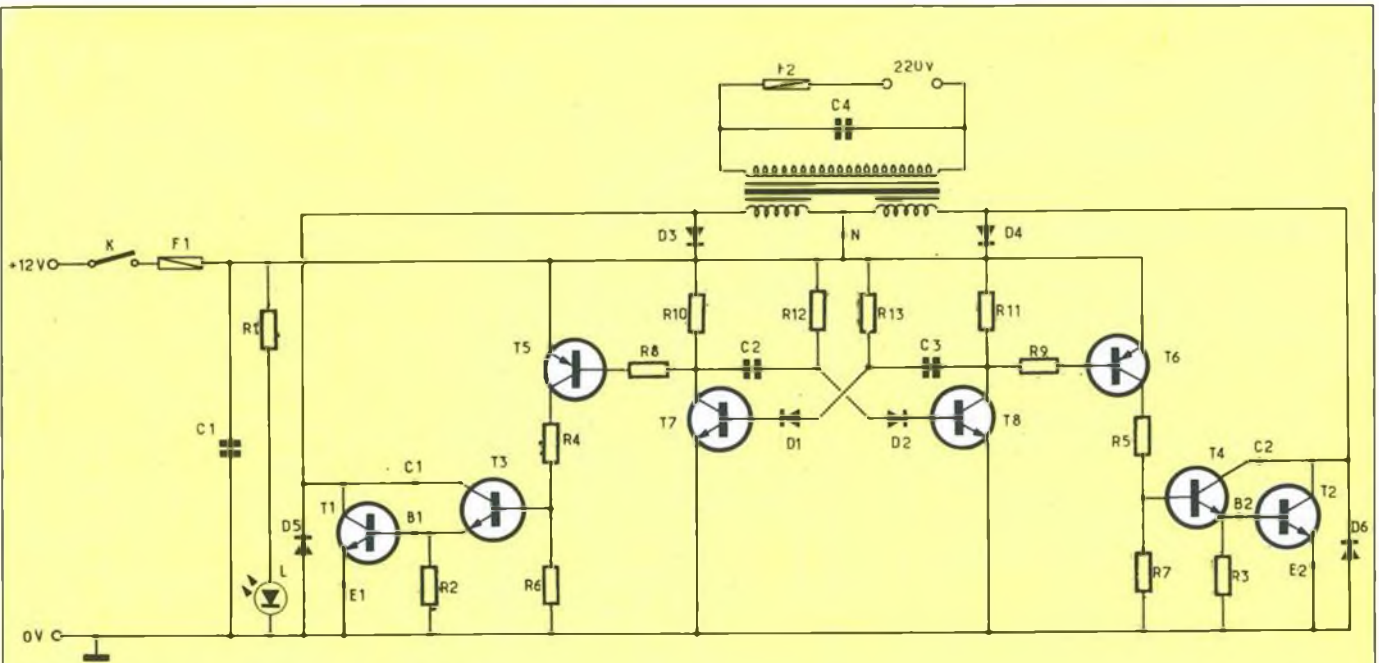 F2
220V
C4
D3
N
D4
+12V
K
F1
R1
R10
R12
R13
R11
T5
R8
C2
C3
R9
T6
T7
D1
D2
T8
C1
R4
R5
C1
T3
T4
C2
T1
B1
B2
T2
D5
D6
L
E1
R2
R6
R7
R3
E2
0V